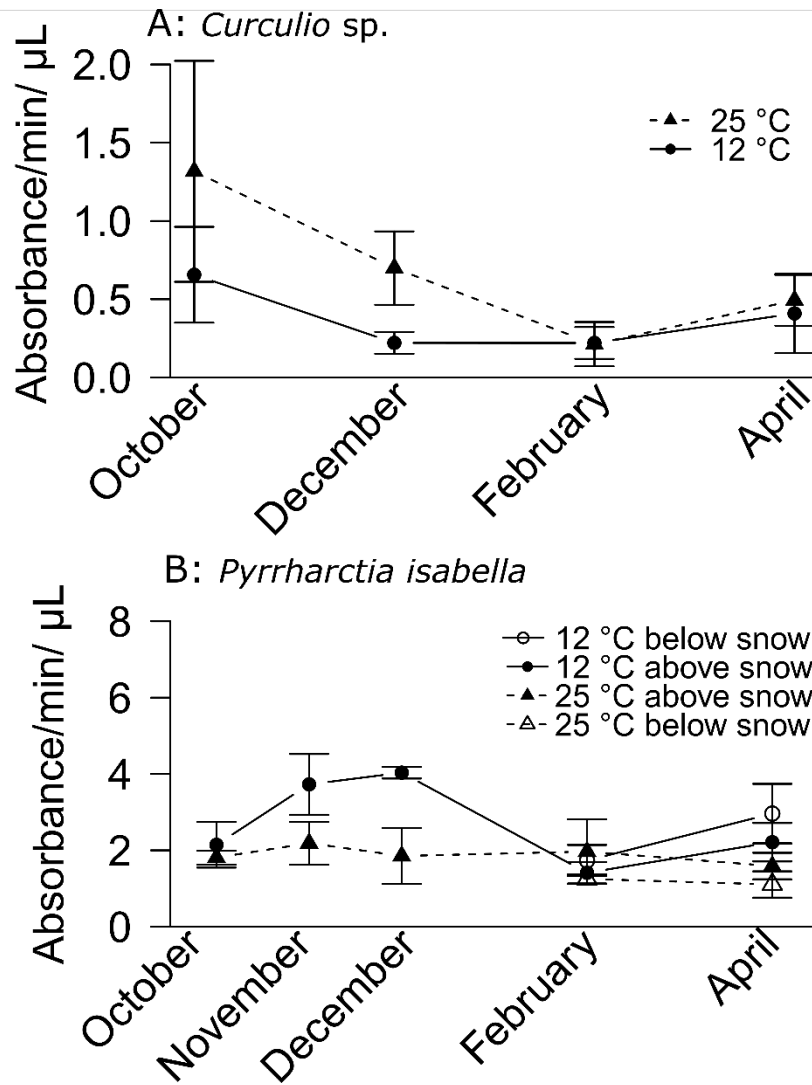 A: Curculio sp.
Absorbance/min/ µL
2.0
1.5
1.0
0.5
0.0
25 °C
12 °C
October
December
February
April
B: Pyrrharctia isabella
Absorbance/min/ µL
8
6
4
2
0
12 °C below snow
12 °C above snow
25 °C above snow
25 °C below snow
October
November
December
February
April